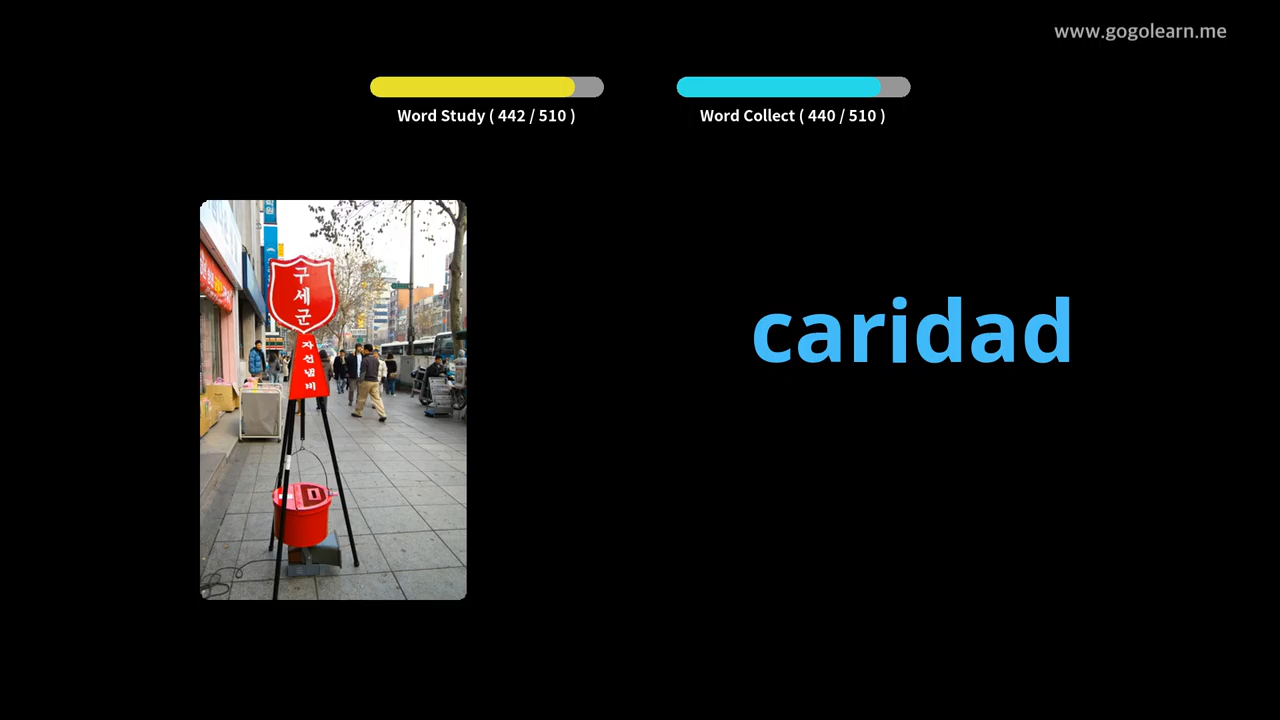 www.gogolearn.me
Word Study ( 442 / 510 )
Word Collect ( 440 / 510 )
구
세
군
자
선
냄
비
caridad